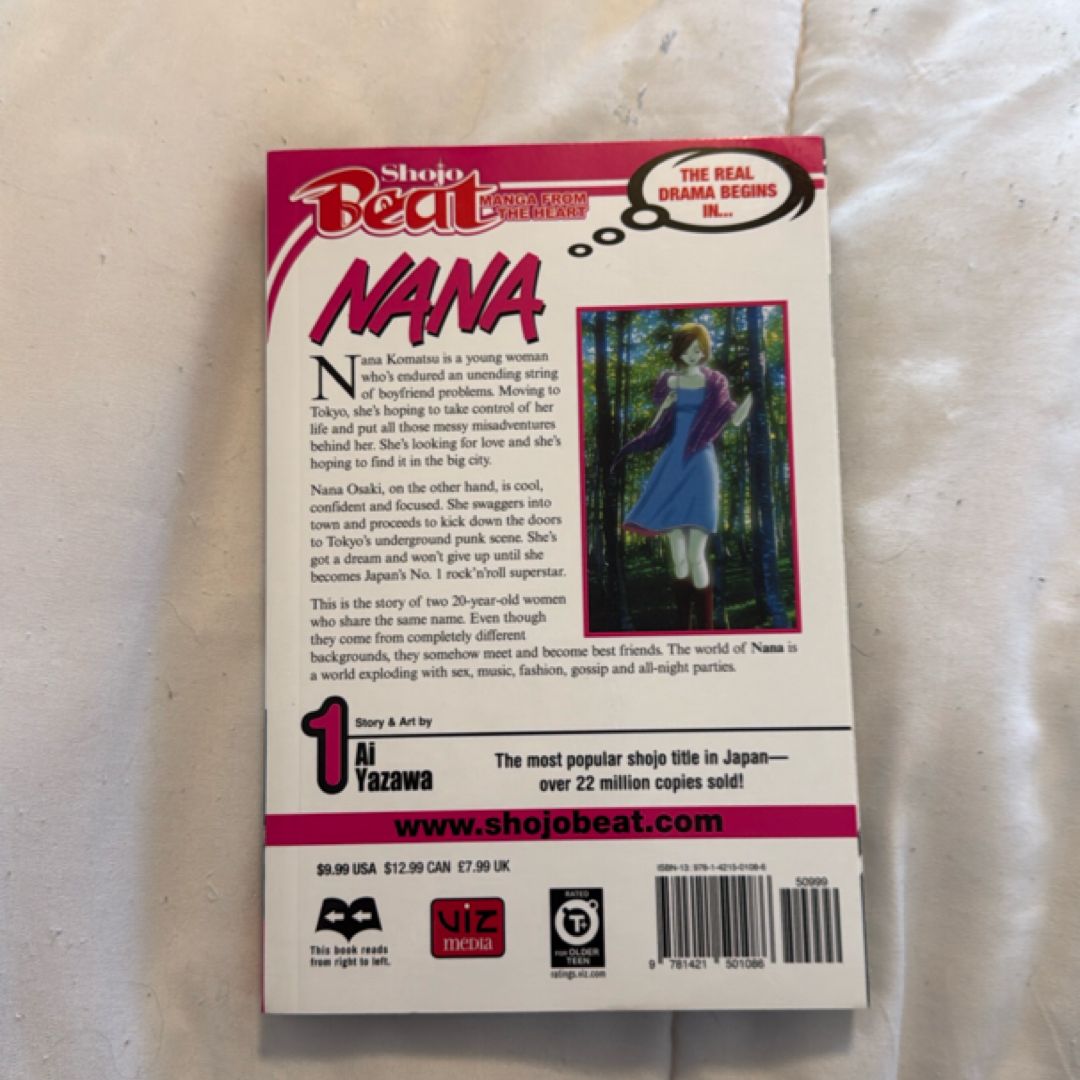 Shojo
Beat
MANGA FROM
THE HEART
THE REAL
DRAMA BEGINS
IN...
NANA
Nana Komatsu is a young woman
who's endured an unending string
of boyfriend problems. Moving to
Tokyo, she's hoping to take control of her
life and put all those messy misadventures
behind her. She's looking for love and she's
hoping to find it in the big city.
Nana Osaki, on the other hand, is cool,
confident and focused. She swaggers into
town and proceeds to kick down the doors
to Tokyo's underground punk scene. She's
got a dream and won't give up until she
becomes Japan's No. 1 rock'n'roll superstar.
This is the story of two 20-year-old women
who share the same name. Even though
they come from completely different
backgrounds, they somehow meet and become best friends. The world of Nana is
a world exploding with sex, music, fashion, gossip and all-night parties.
1
Story & Art by
Ai
Yazawa
The most popular shojo title in Japan—
over 22 million copies sold!
www.shojobeat.com
$9.99 USA $12.99 CAN £7.99 UK
This book reads
from right to left.
VIZ
media
RATED
T+
FOR OLDER
TEEN
ratings.viz.com
ISBN-13: 978-1-4215-0108-6
50999
9 781421 501086